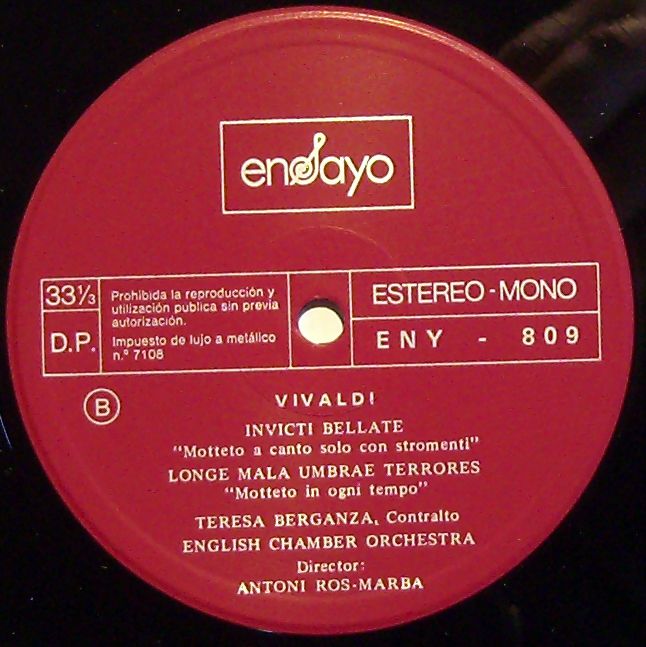 ensayo
33⅓
D.P.
Prohibida la reproducción y
utilización publica sin previa
autorización.
Impuesto de lujo a metálico
n.º 7108
ESTEREO - MONO
ENY - 809
B
VIVALDI
INVICTI BELLATE
"Motteto a canto solo con stromenti"
LONGE MALA UMBRAE TERRORES
"Motteto in ogni tempo"
TERESA BERGANZA, Contralto
ENGLISH CHAMBER ORCHESTRA
Director:
ANTONI ROS-MARBA